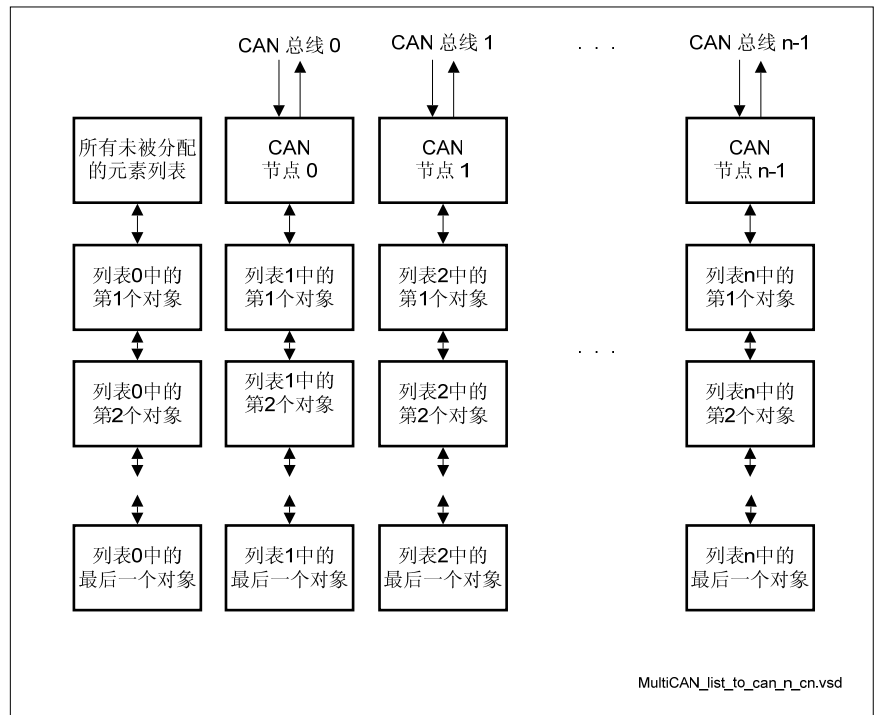 CAN 总线 0
CAN 总线 1
. . .
CAN 总线 n-1
所有未被分配
的元素列表
CAN
节点 0
CAN
节点 1
CAN
节点 n-1
列表0中的
第1个对象
列表1中的
第1个对象
列表2中的
第1个对象
列表n中的
第1个对象
. . .
列表0中的
第2个对象
列表1中的
第2个对象
列表2中的
第2个对象
列表n中的
第2个对象
列表0中的
最后一个对象
列表1中的
最后一个对象
列表2中的
最后一个对象
列表n中的
最后一个对象
MultiCAN_list_to_can_n_cn.vsd